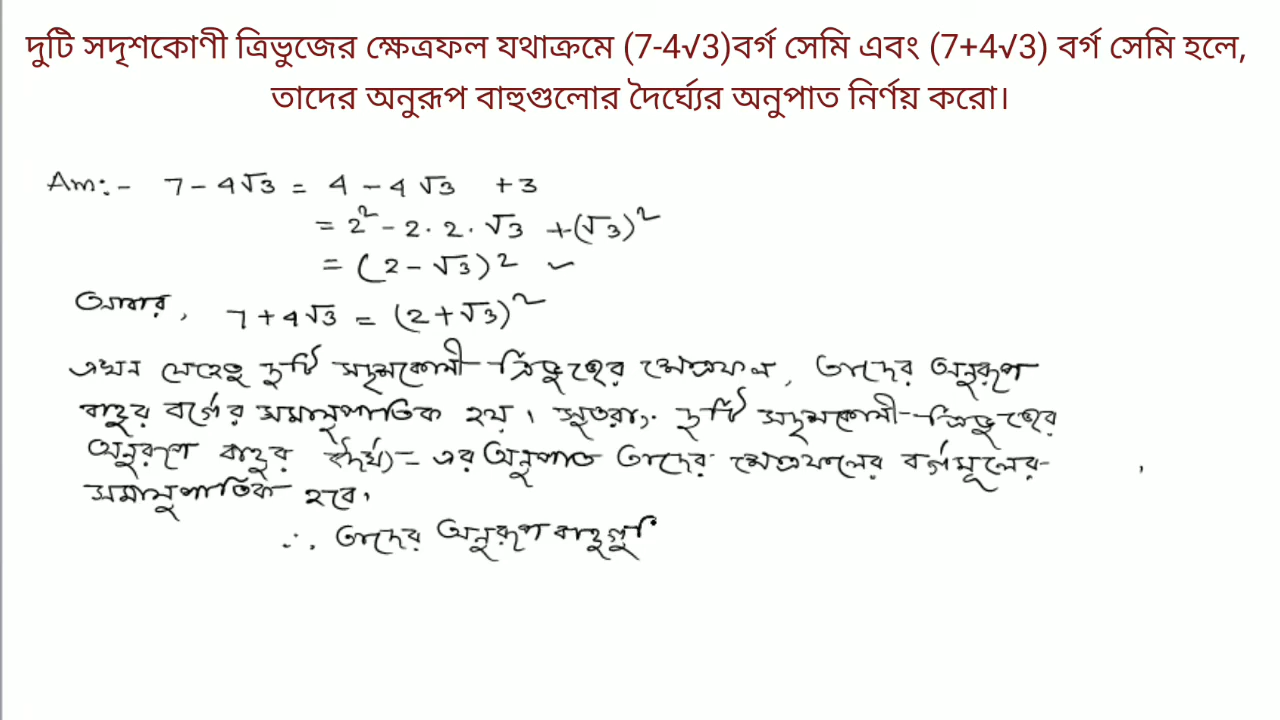 দুটি সদৃশকোণী ত্রিভুজের ক্ষেত্রফল যথাক্রমে (7-4√3)বর্গ সেমি এবং (7+4√3) বর্গ সেমি হলে,
তাদের অনুরূপ বাহুগুলোর দৈর্ঘ্যের অনুপাত নির্ণয় করো।
Ans:- 7 - 4√3 = 4 - 4√3 + 3
= 2² - 2. 2. √3 + (√3)²
= (2 - √3)²
আবার, 7 + 4√3 = (2 + √3)²
এখন যেহেতু দুটি সদৃশকোণী ত্রিভুজের ক্ষেত্রফল, তাদের অনুরূপ
বাহুর বর্গের সমানুপাতিক হয়। সুতরাং দুটি সদৃশকোণী ত্রিভুজের
অনুরূপ বাহুর দৈর্ঘ্য-এর অনুপাত তাদের ক্ষেত্রফলের বর্গমূলের
সমানুপাতিক হবে।
∴ তাদের অনুরূপ